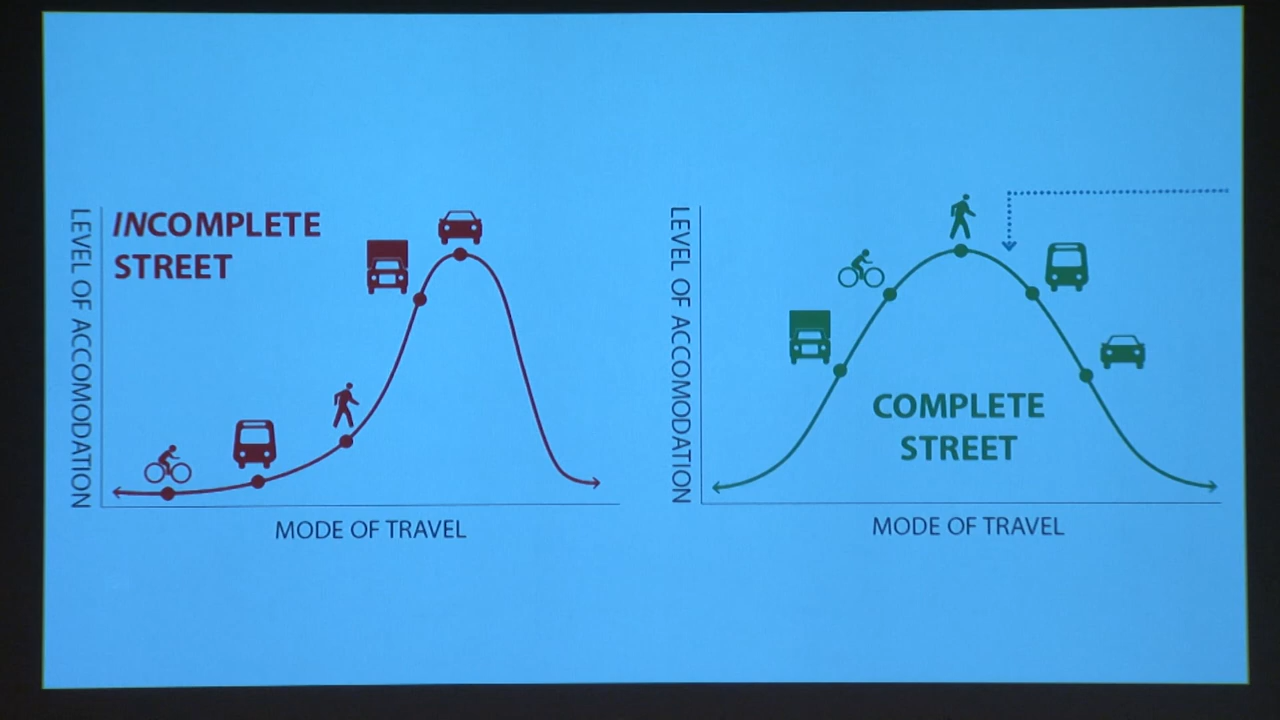 INCOMPLETE
STREET
LEVEL OF ACCOMODATION
MODE OF TRAVEL
LEVEL OF ACCOMODATION
COMPLETE
STREET
MODE OF TRAVEL